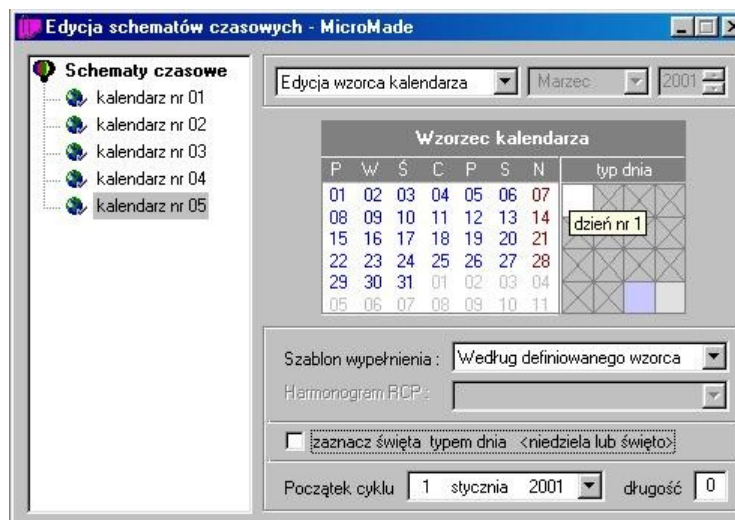 Edycja schematów czasowych - MicroMade
Schematy czasowe
kalendarz nr 01
kalendarz nr 02
kalendarz nr 03
kalendarz nr 04
kalendarz nr 05
Edycja wzorca kalendarza Marzec 2001
Wzorzec kalendarza
P W Ś C P S N typ dnia
01 02 03 04 05 06 07
08 09 10 11 12 13 14 dzień nr 1
15 16 17 18 19 20 21
22 23 24 25 26 27 28
29 30 31 01 02 03 04
05 06 07 08 09 10 11
Szablon wypełnienia : Według definiowanego wzorca
Harmonogram RCP :
zaznacz święta typem dnia <niedziela lub święto>
Początek cyklu 1 stycznia 2001 długość 0